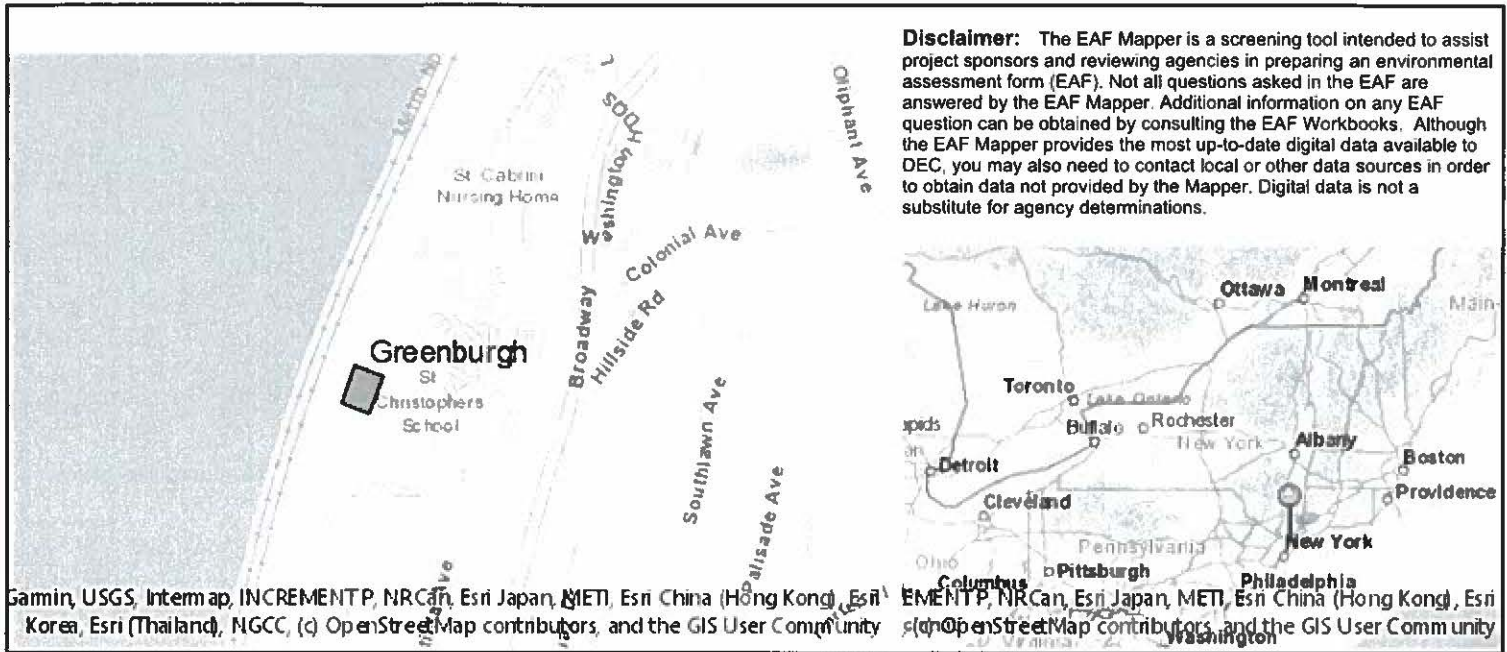 Disclaimer: The EAF Mapper is a screening tool intended to assist
project sponsors and reviewing agencies in preparing an environmental
assessment form (EAF). Not all questions asked in the EAF are
answered by the EAF Mapper. Additional information on any EAF
question can be obtained by consulting the EAF Workbooks. Although
the EAF Mapper provides the most up-to-date digital data available to
DEC, you may also need to contact local or other data sources in order
to obtain data not provided by the Mapper. Digital data is not a
substitute for agency determinations.
Oliphant Ave
St Cabrini
Nursing Home
Colonial Ave
Broadway
Hillside Rd
Greenburgh
St
Christophers
School
Southlawn Ave
Palisade Ave
Ave
Garmin, USGS, Intermap, INCREMENT P, NRCan, Esri Japan, METI, Esri China (Hong Kong), Esri
Korea, Esri (Thailand), NGCC, (c) OpenStreetMap contributors, and the GIS User Community
Ottawa
Montreal
Lake Huron
Toronto
Lake Ontario
Rochester
Buffalo
New York
Albany
Boston
Detroit
Providence
Cleveland
New York
Pennsylvania
Ohio
Pittsburgh
Columbus
Philadelphia
EMENT P, NRCan, Esri Japan, METI, Esri China (Hong Kong), Esri
(c) OpenStreetMap contributors, and the GIS User Community
Washington